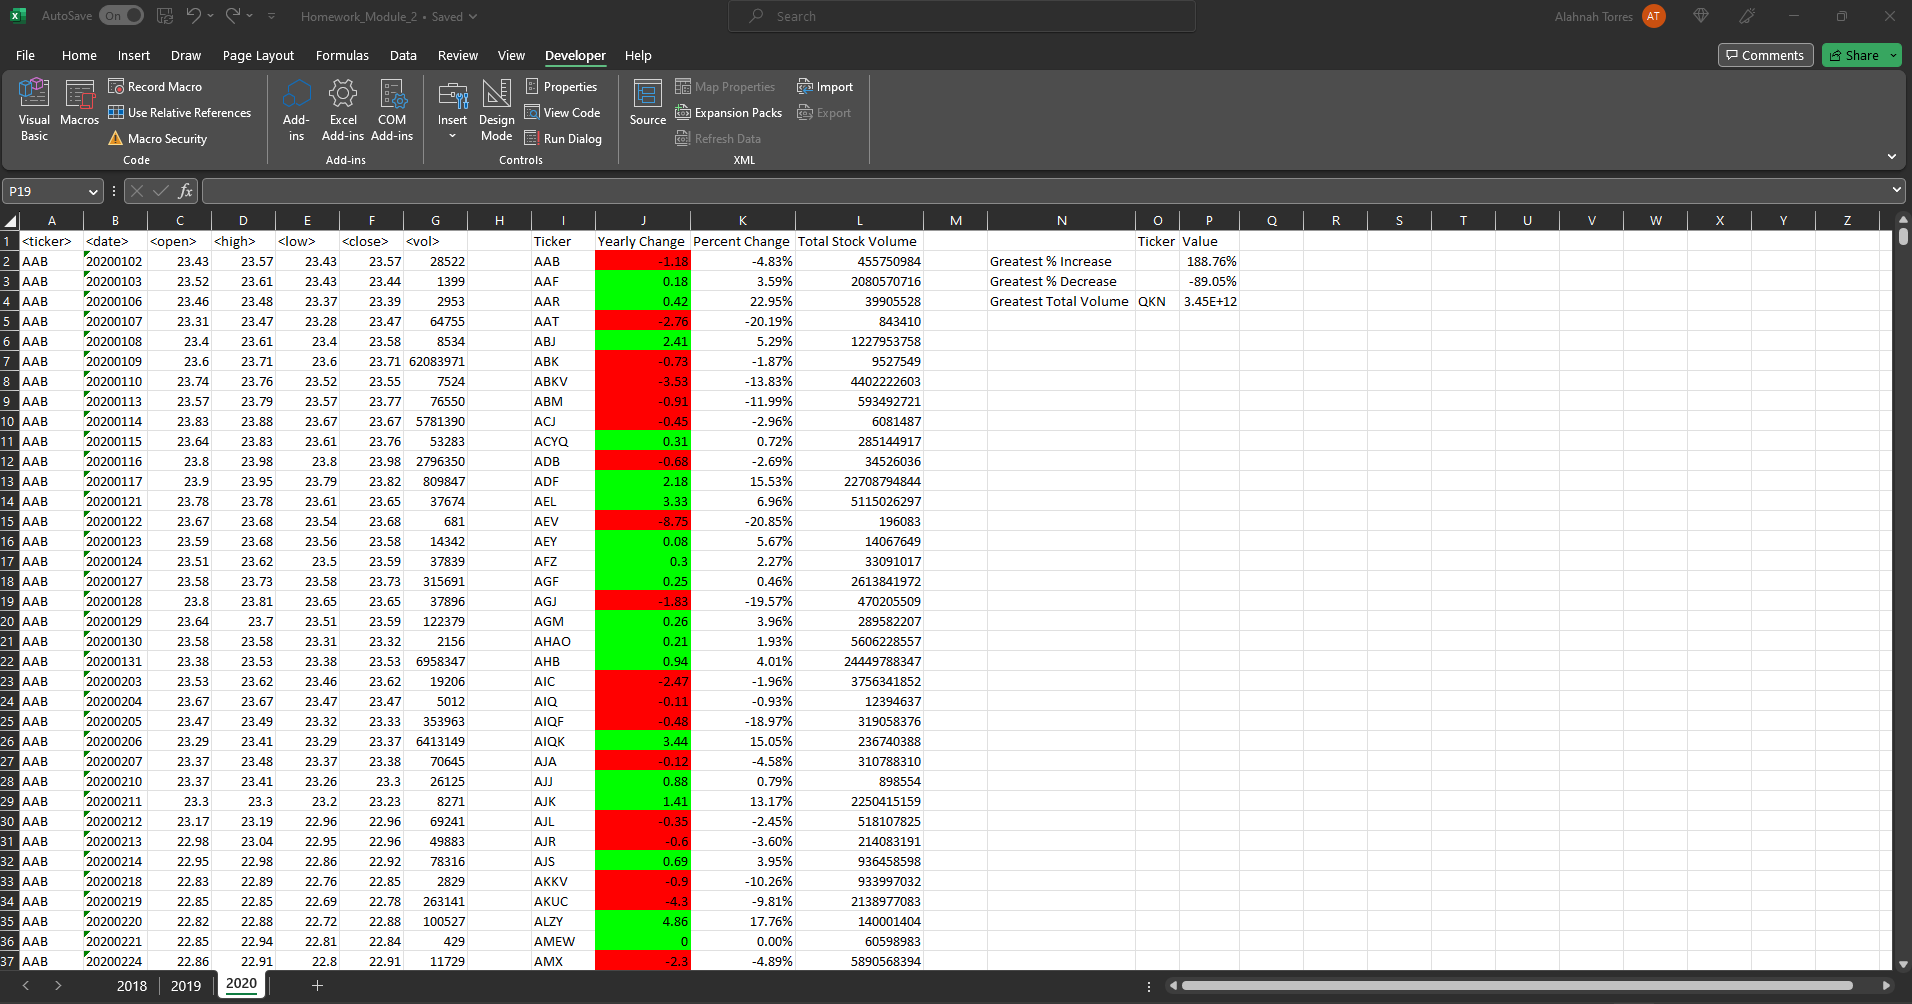 AutoSave On Homework_Module_2 • Saved Search Alahnah Torres AT
File Home Insert Draw Page Layout Formulas Data Review View Developer Help Comments Share
Visual Basic Macros Record Macro Use Relative References Macro Security Code
Add-ins Excel Add-ins COM Add-ins Add-ins
Insert Design Mode Properties View Code Run Dialog Controls
Source Map Properties Expansion Packs Refresh Data Import Export XML
P19 fx
A B C D E F G H I J K L M N O P Q R S T U V W X Y Z
1 <ticker> <date> <open> <high> <low> <close> <vol> Ticker Yearly Change Percent Change Total Stock Volume Ticker Value
2 AAB 20200102 23.43 23.57 23.43 23.57 28522 AAB -1.18 -4.83% 455750984 Greatest % Increase 188.76%
3 AAB 20200103 23.52 23.61 23.43 23.44 1399 AAF 0.18 3.59% 2080570716 Greatest % Decrease -89.05%
4 AAB 20200106 23.46 23.48 23.37 23.39 2953 AAR 0.42 22.95% 39905528 Greatest Total Volume QKN 3.45E+12
5 AAB 20200107 23.31 23.47 23.28 23.47 64755 AAT -2.76 -20.19% 843410
6 AAB 20200108 23.4 23.61 23.4 23.58 8534 ABJ 2.41 5.29% 1227953758
7 AAB 20200109 23.6 23.71 23.6 23.71 62083971 ABK -0.73 -1.87% 9527549
8 AAB 20200110 23.74 23.76 23.52 23.55 7524 ABKV -3.53 -13.83% 4402222603
9 AAB 20200113 23.57 23.79 23.57 23.77 76550 ABM -0.91 -11.99% 593492721
10 AAB 20200114 23.83 23.88 23.67 23.67 5781390 ACJ -0.45 -2.96% 6081487
11 AAB 20200115 23.64 23.83 23.61 23.76 53283 ACYQ 0.31 0.72% 285144917
12 AAB 20200116 23.8 23.98 23.8 23.98 2796350 ADB -0.68 -2.69% 34526036
13 AAB 20200117 23.9 23.95 23.79 23.82 809847 ADF 2.18 15.53% 22708794844
14 AAB 20200121 23.78 23.78 23.61 23.65 37674 AEL 3.33 6.96% 5115026297
15 AAB 20200122 23.67 23.68 23.54 23.68 681 AEV -8.75 -20.85% 196083
16 AAB 20200123 23.59 23.68 23.56 23.58 14342 AEY 0.08 5.67% 14067649
17 AAB 20200124 23.51 23.62 23.5 23.59 37839 AFZ 0.3 2.27% 33091017
18 AAB 20200127 23.58 23.73 23.58 23.73 315691 AGF 0.25 0.46% 2613841972
19 AAB 20200128 23.8 23.81 23.65 23.65 37896 AGJ -1.83 -19.57% 470205509
20 AAB 20200129 23.64 23.7 23.51 23.59 122379 AGM 0.26 3.96% 289582207
21 AAB 20200130 23.58 23.58 23.31 23.32 2156 AHAO 0.21 1.93% 5606228557
22 AAB 20200131 23.38 23.53 23.38 23.53 6958347 AHB 0.94 4.01% 24449788347
23 AAB 20200203 23.53 23.62 23.46 23.62 19206 AIC -2.47 -1.96% 3756341852
24 AAB 20200204 23.67 23.67 23.47 23.47 5012 AIQ -0.11 -0.93% 12394637
25 AAB 20200205 23.47 23.49 23.32 23.33 353963 AIQF -0.48 -18.97% 319058376
26 AAB 20200206 23.29 23.41 23.29 23.37 6413149 AIQK 3.44 15.05% 236740388
27 AAB 20200207 23.37 23.48 23.37 23.38 70645 AJA -0.12 -4.58% 310788310
28 AAB 20200210 23.37 23.41 23.26 23.3 26125 AJJ 0.88 0.79% 898554
29 AAB 20200211 23.3 23.3 23.2 23.23 8271 AJK 1.41 13.17% 2250415159
30 AAB 20200212 23.17 23.19 22.96 22.96 69241 AJL -0.35 -2.45% 518107825
31 AAB 20200213 22.98 23.04 22.95 22.96 49883 AJR -0.6 -3.60% 214083191
32 AAB 20200214 22.95 22.98 22.86 22.92 78316 AJS 0.69 3.95% 936458598
33 AAB 20200218 22.83 22.89 22.76 22.85 2829 AKKV -0.9 -10.26% 933997032
34 AAB 20200219 22.85 22.85 22.69 22.78 263141 AKUC -4.3 -9.81% 2138977083
35 AAB 20200220 22.82 22.88 22.72 22.88 100527 ALZY 4.86 17.76% 140001404
36 AAB 20200221 22.85 22.94 22.81 22.84 429 AMEW 0 0.00% 60598983
37 AAB 20200224 22.86 22.91 22.8 22.91 11729 AMX -2.3 -4.89% 5890568394
2018 2019 2020